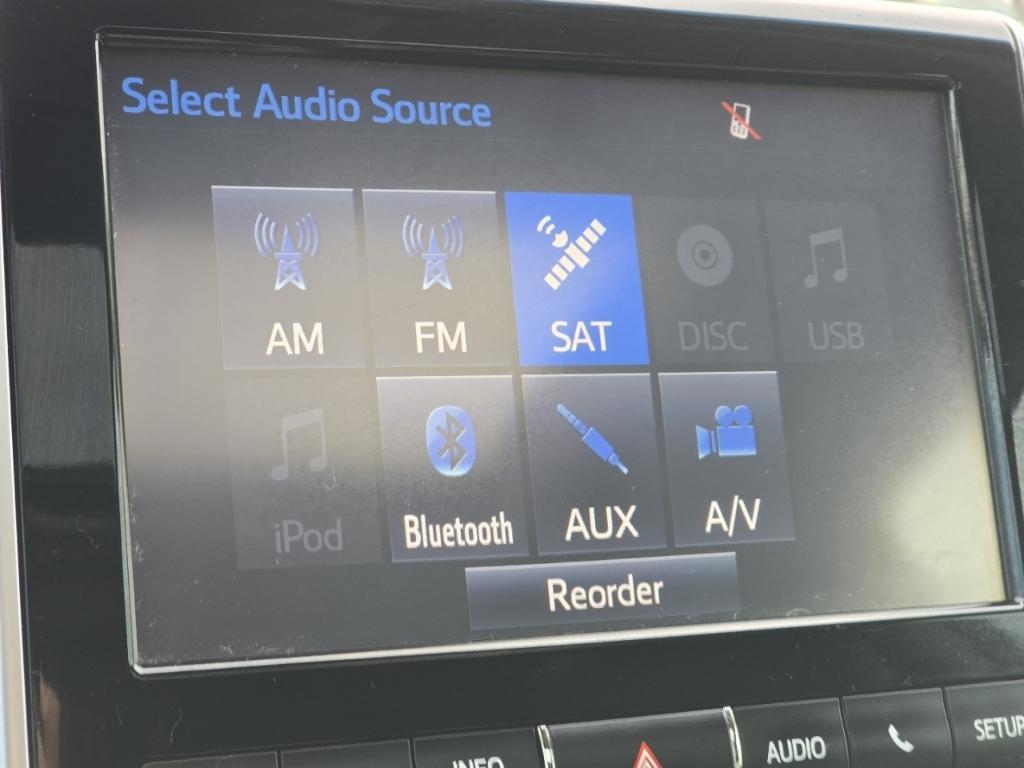 Select Audio Source
AM FM SAT DISC USB
iPod Bluetooth AUX A/V
Reorder
INFO AUDIO SETUP